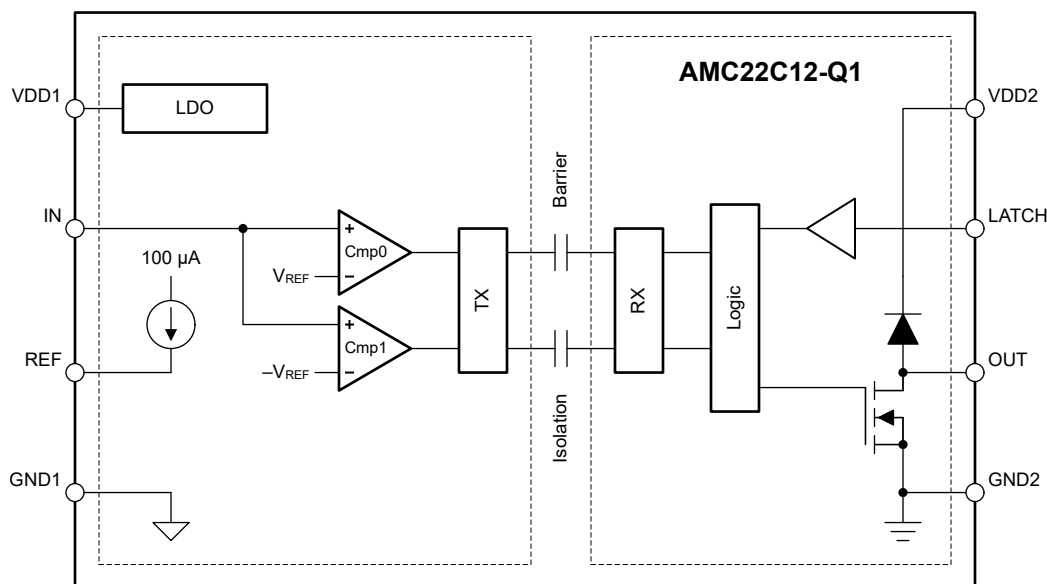 AMC22C12-Q1
VDD1
LDO
VDD2
Barrier
IN
LATCH
+
Cmp0
–
VREF
100 µA
TX
RX
Logic
+
Cmp1
–
–VREF
REF
OUT
Isolation
GND1
GND2